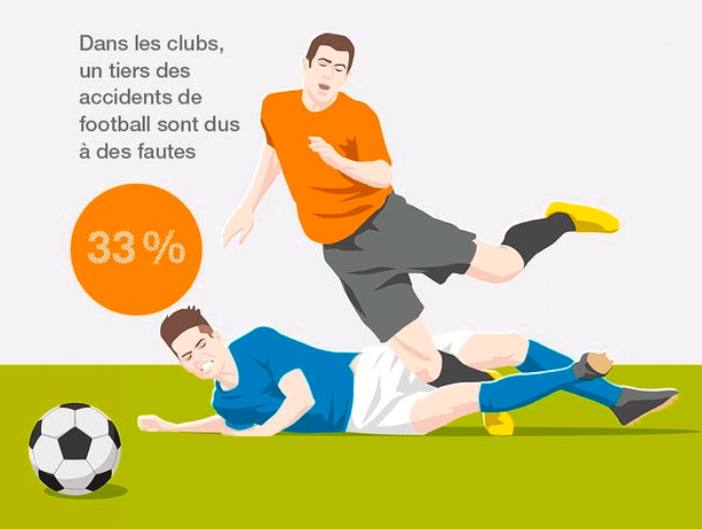 Dans les clubs,
un tiers des
accidents de
football sont dus
à des fautes
33 %